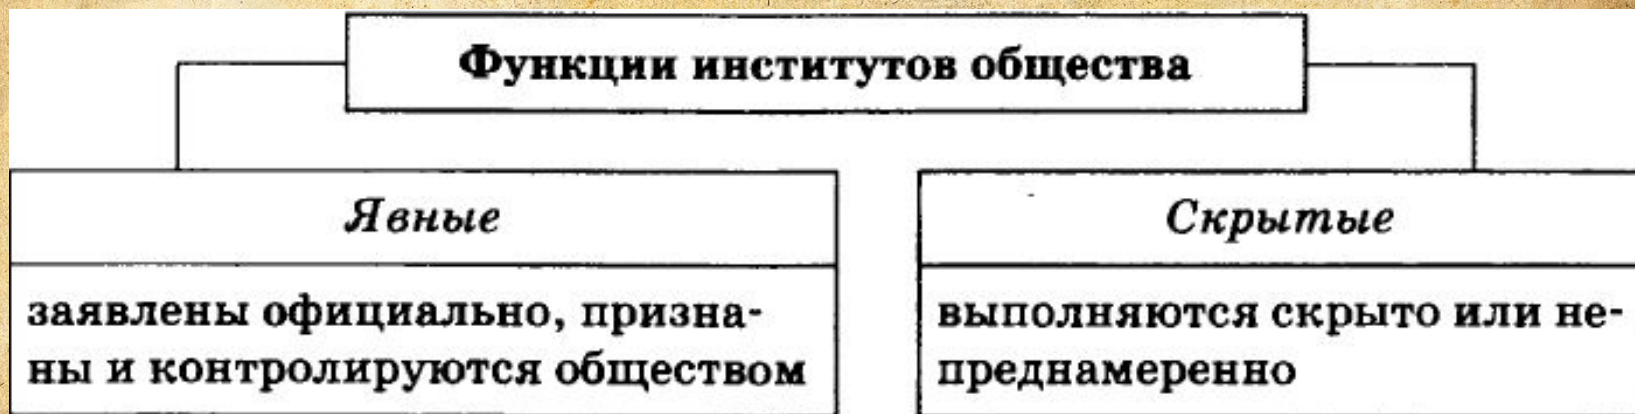 Функции институтов общества
Явные
заявлены официально, призна-
ны и контролируются обществом
Скрытые
выполняются скрыто или не-
преднамеренно